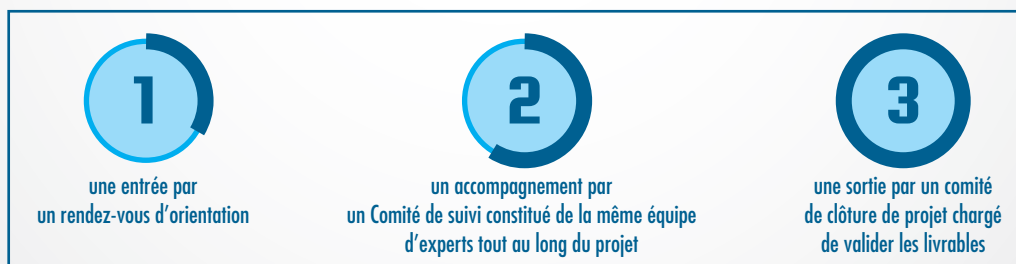 1
une entrée par
un rendez-vous d’orientation
2
un accompagnement par
un Comité de suivi constitué de la même équipe
d’experts tout au long du projet
3
une sortie par un comité
de clôture de projet chargé
de valider les livrables